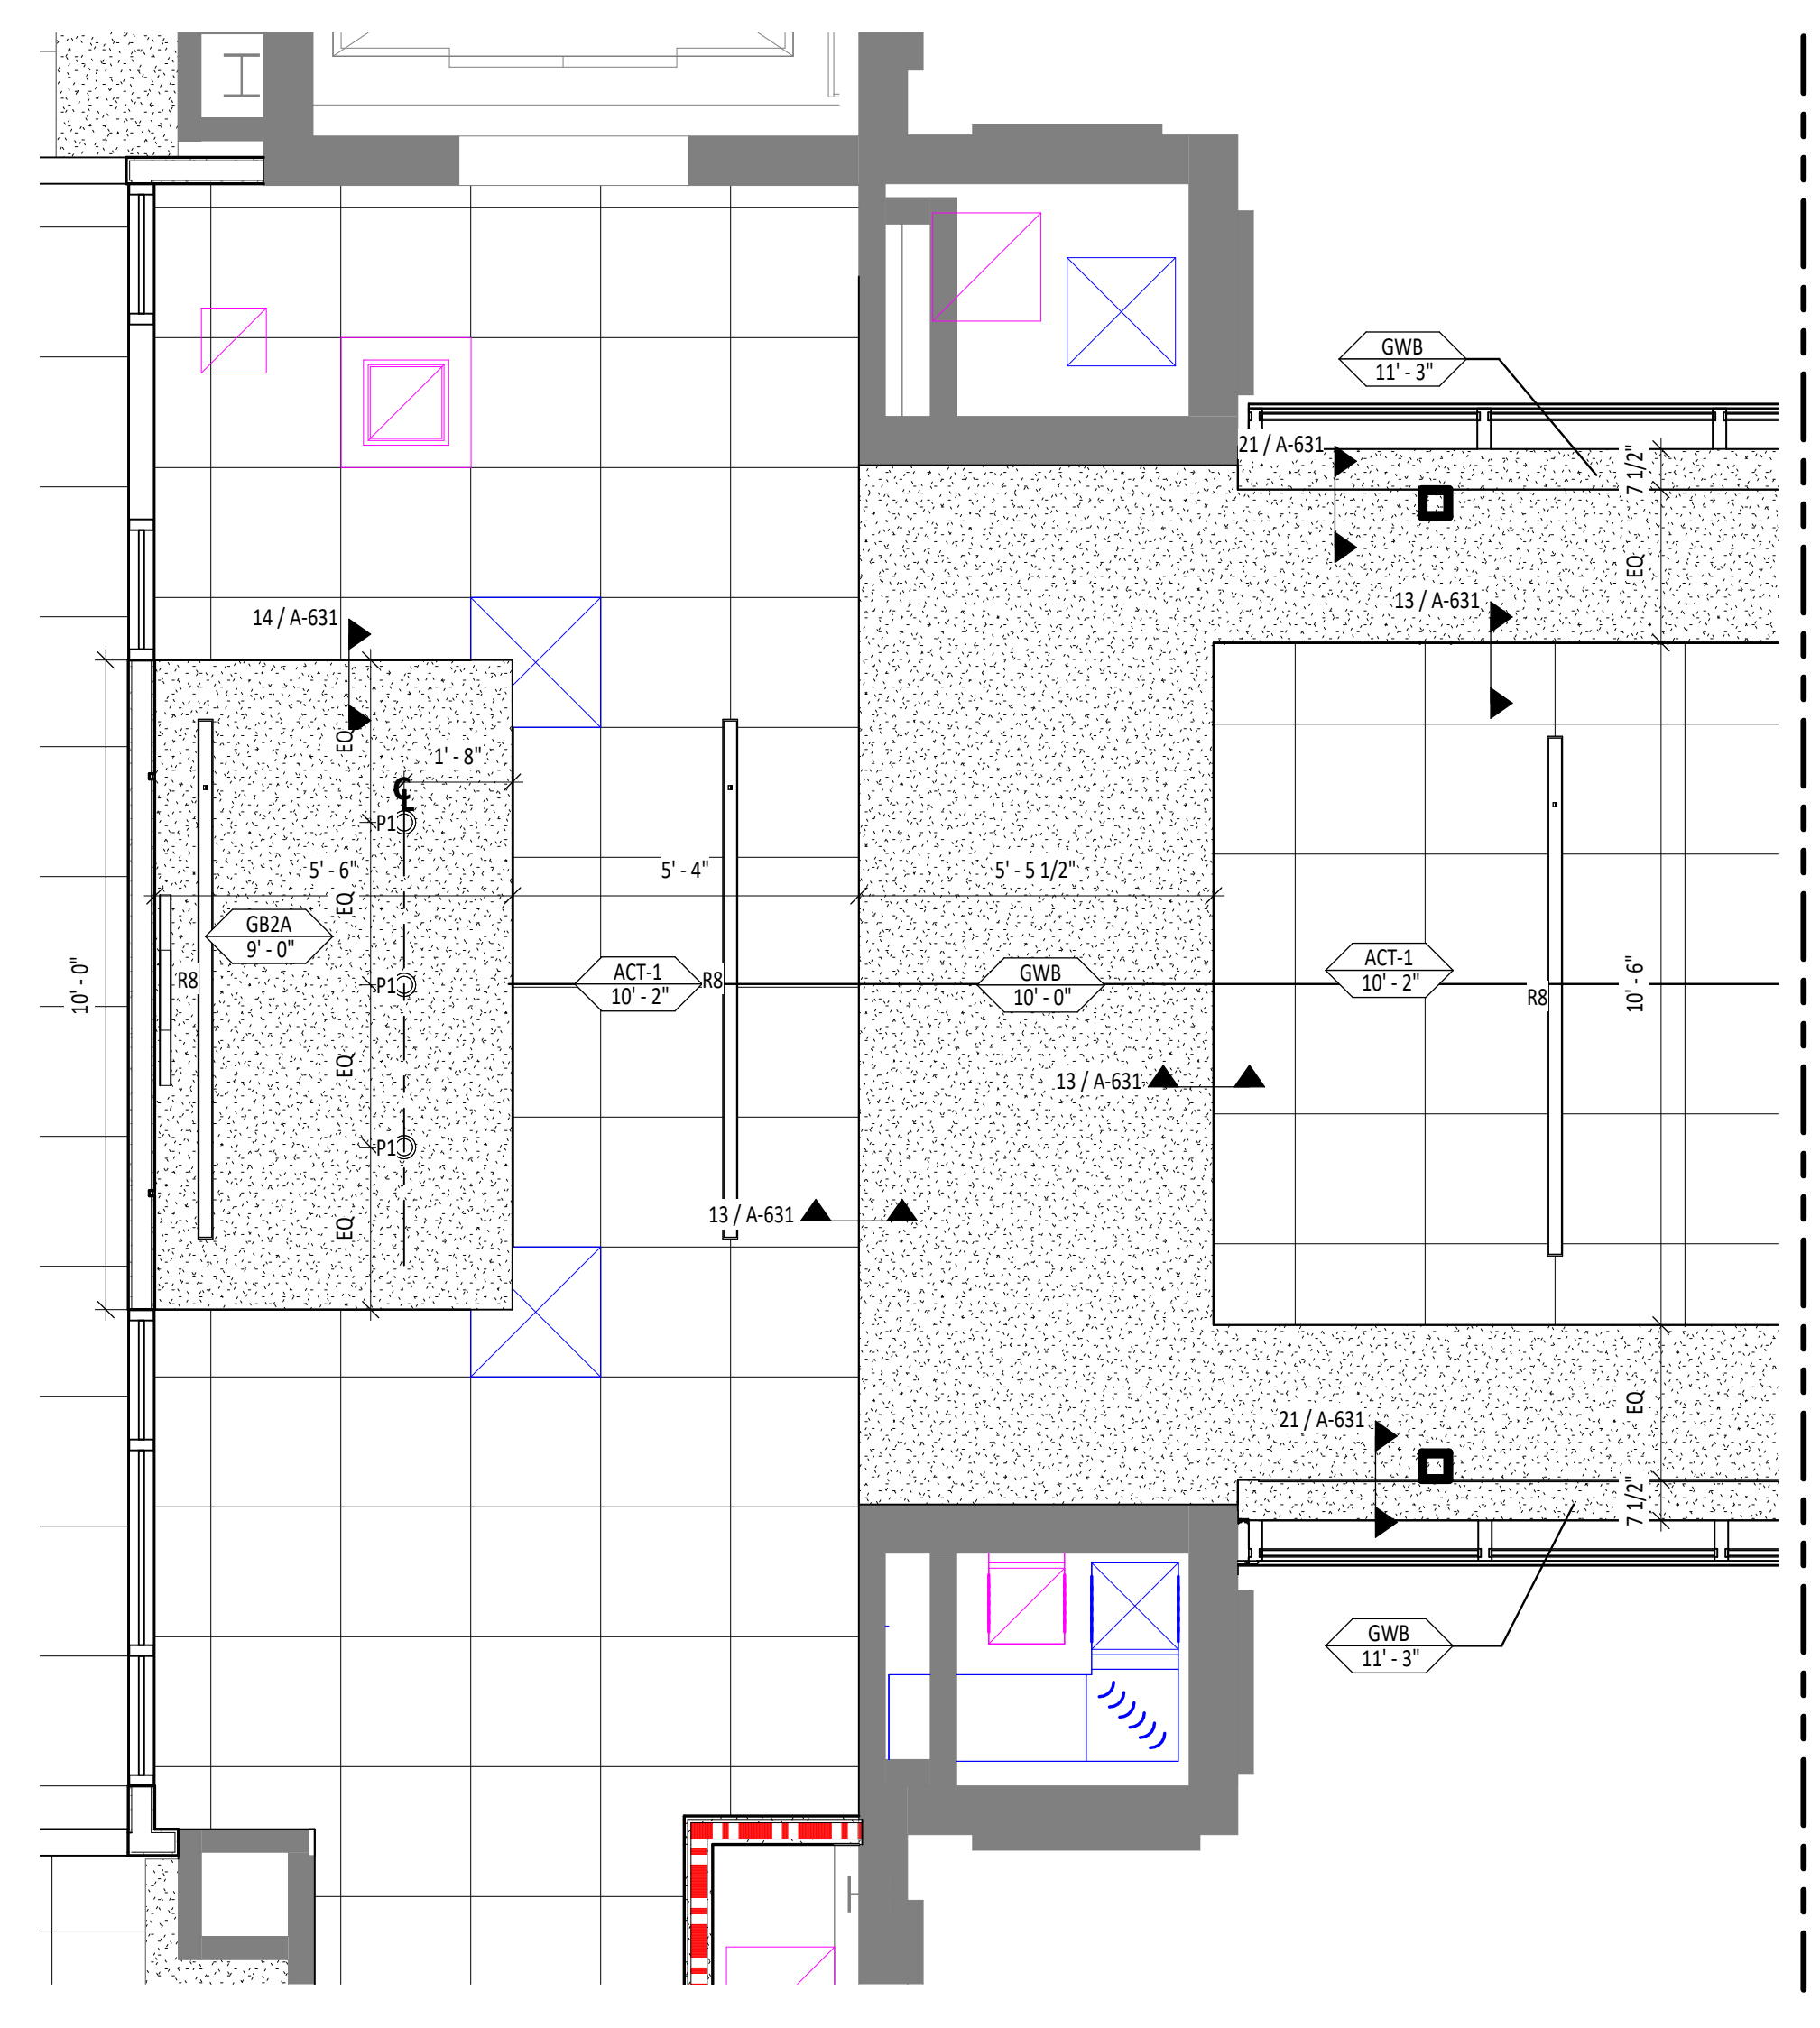 GWB
11' - 3"
21 / A-631
7 1/2"
EQ
13 / A-631
14 / A-631
EQ
1' - 8"
CL
P1
5' - 6"
5' - 4"
5' - 5 1/2"
EQ
GB2A
9' - 0"
ACT-1
10' - 2"
GWB
10' - 0"
ACT-1
10' - 2"
10' - 0"
R8
P1
R8
R8
10' - 6"
EQ
13 / A-631
P1
13 / A-631
EQ
EQ
21 / A-631
7 1/2"
GWB
11' - 3"